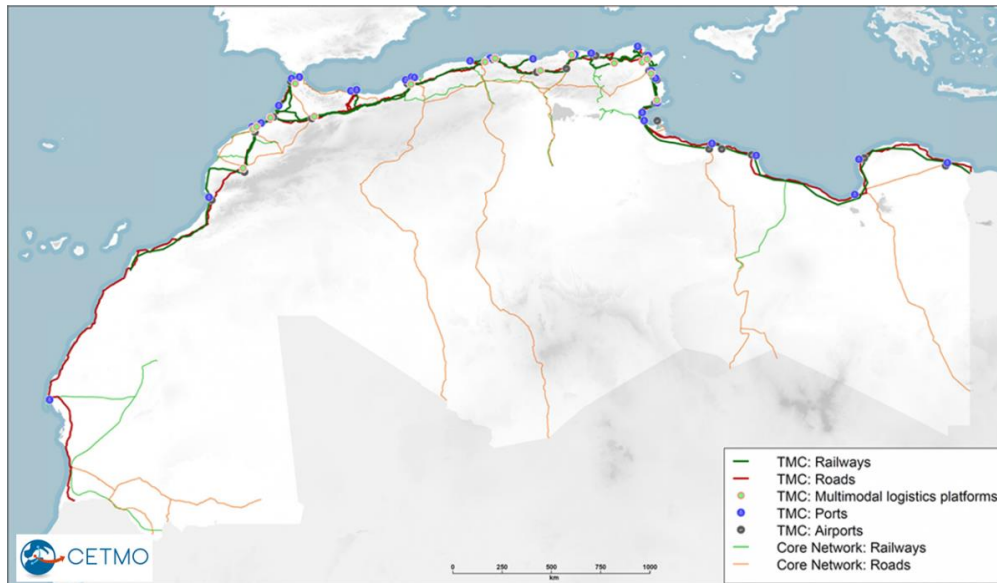 TMC: Railways
TMC: Roads
TMC: Multimodal logistics platforms
TMC: Ports
TMC: Airports
Core Network: Railways
Core Network: Roads
CETMO
0 250 500 750 1000
km